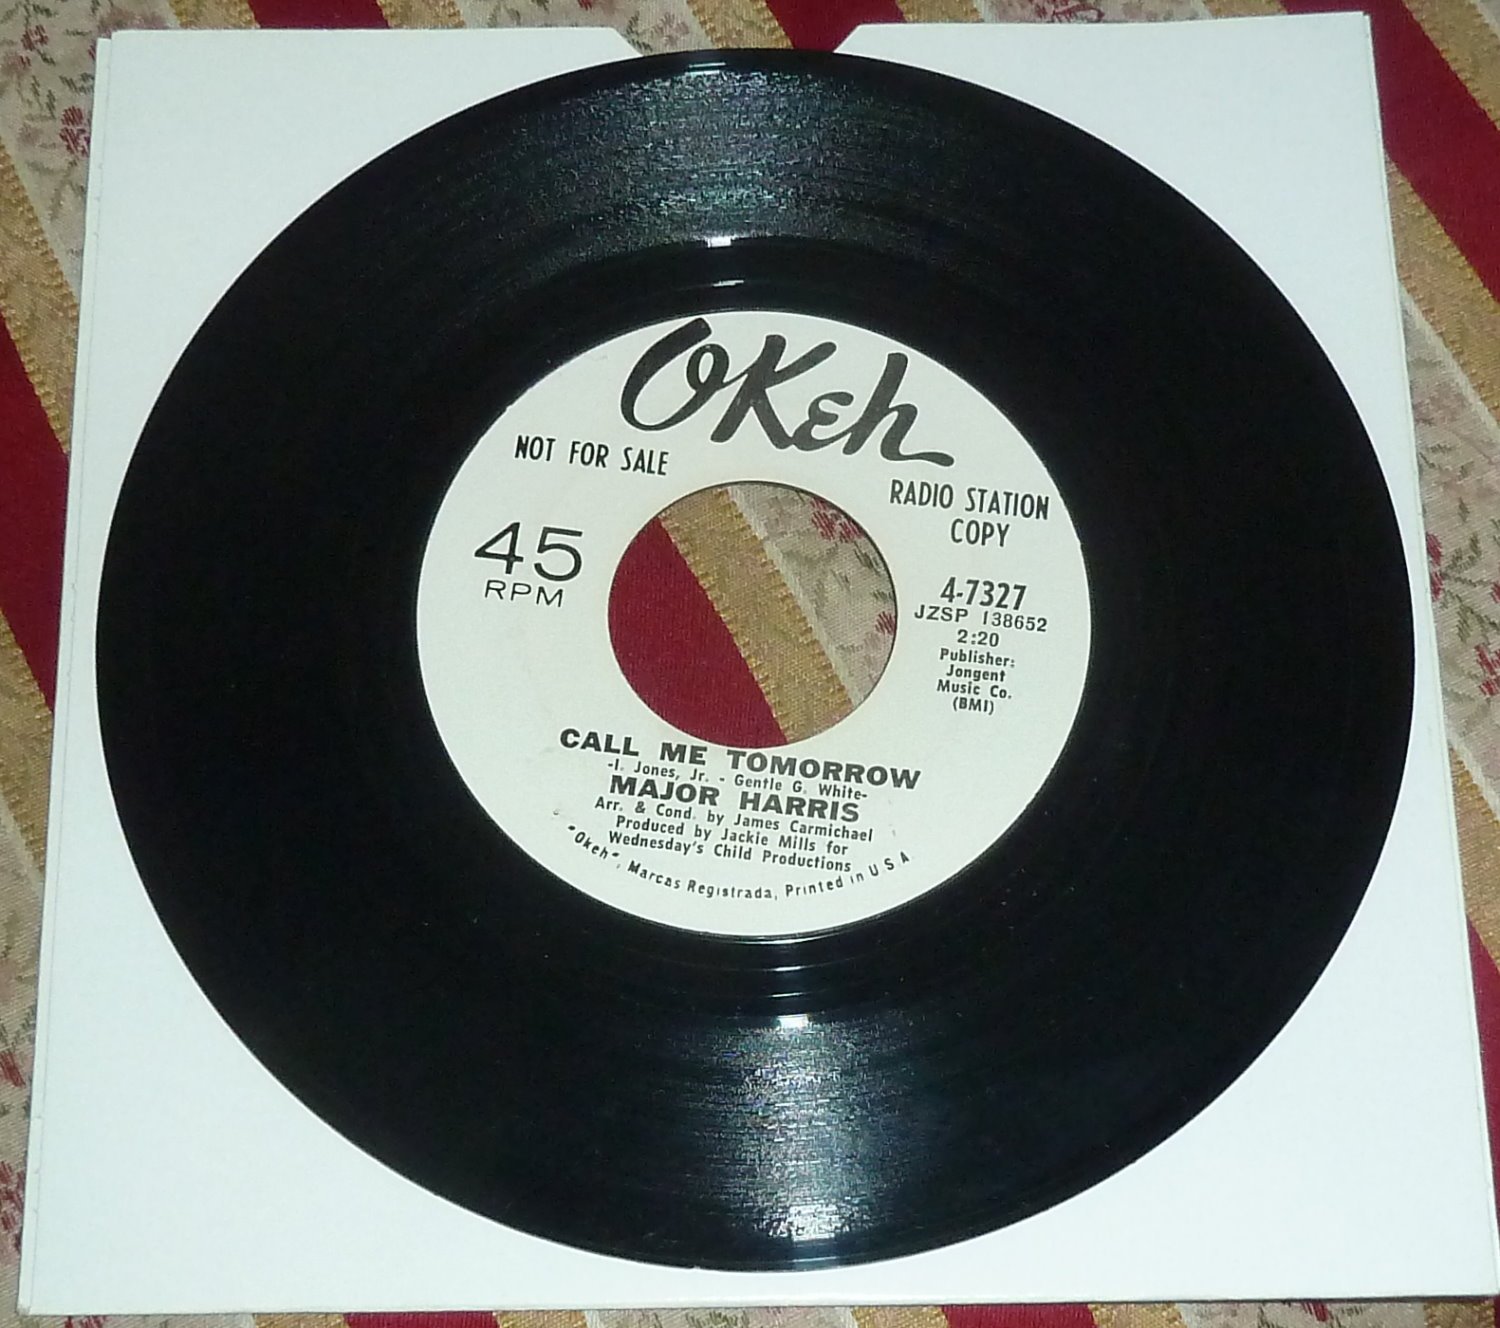 OKeh
NOT FOR SALE
RADIO STATION
COPY
45
RPM
4-7327
JZSP 138652
2:20
Publisher:
Jongent
Music Co.
(BMI)
CALL ME TOMORROW
-I. Jones, Jr. - Gentle G. White-
MAJOR HARRIS
Arr. & Cond. by James Carmichael
Produced by Jackie Mills for
Wednesday's Child Productions
"Okeh", Marcas Registrada, Printed in U S A